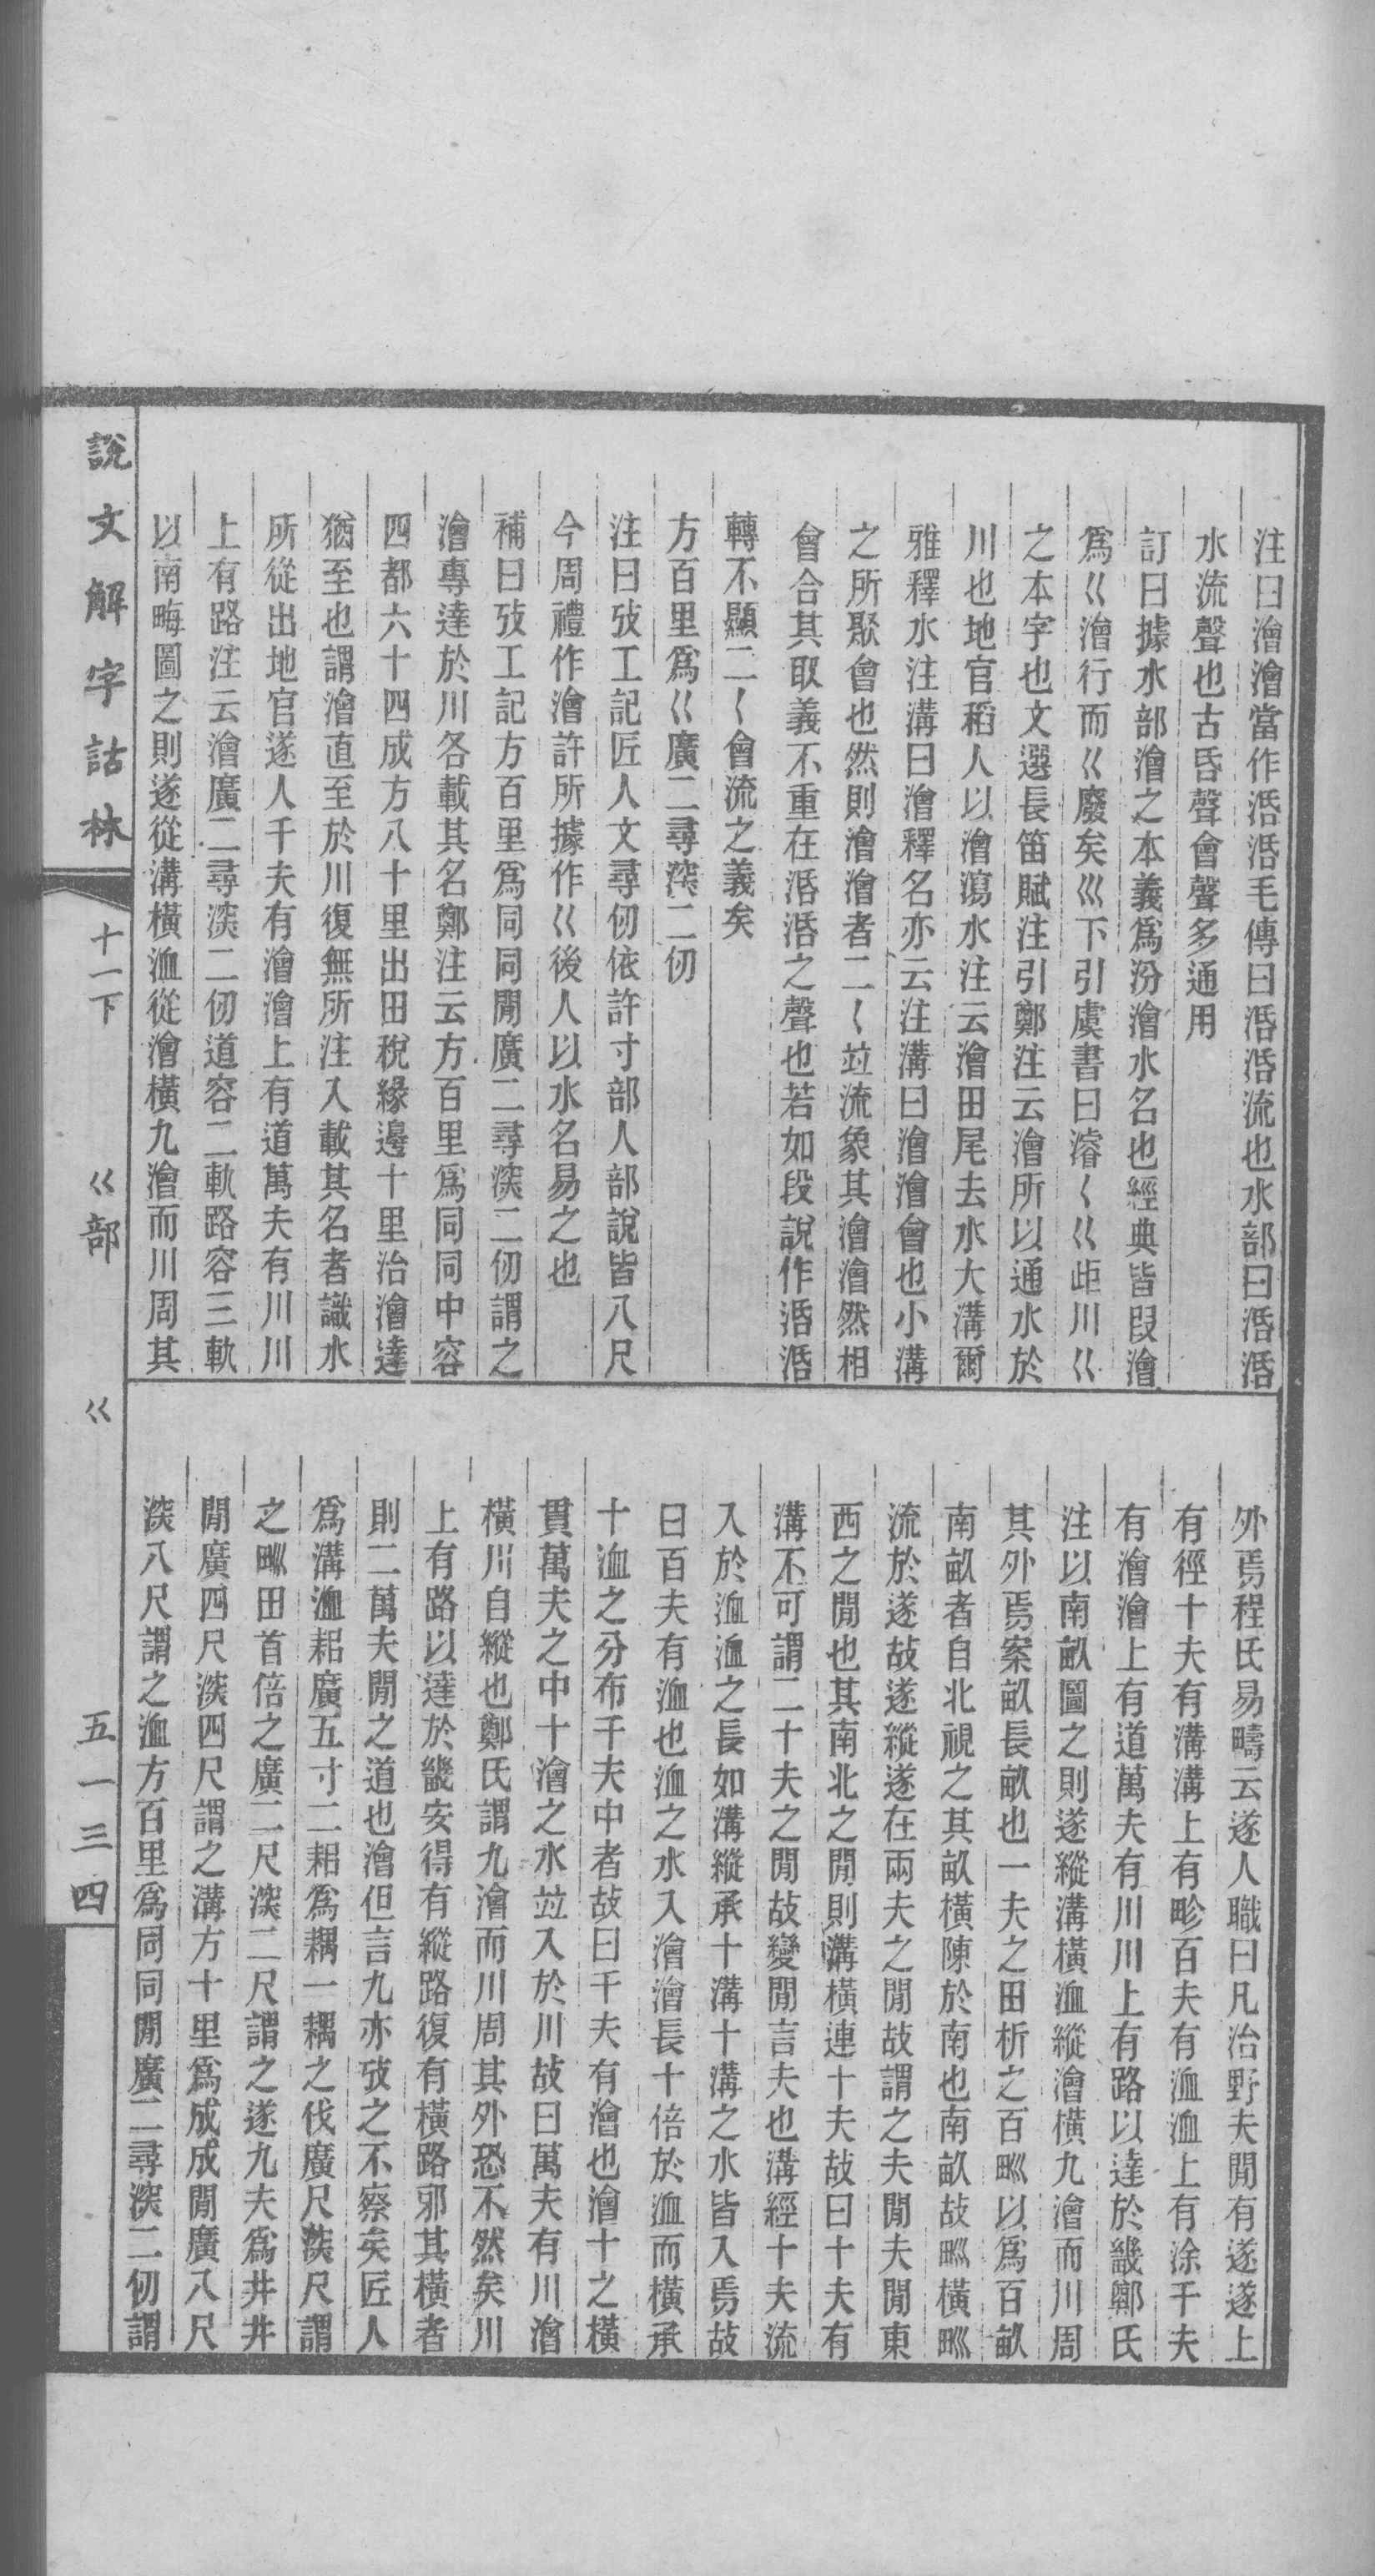 注曰澮澮當作湉湉毛傳曰湉湉流也水部曰湉湉
水流聲也古昏聲會聲多通用
訂曰據水部澮之本義爲汾澮水名也經典皆叚澮
爲巜澮行而巜廢矣巛下引虞書曰濬〈巜距川巜
之本字也文選長笛賦注引鄭注云澮所以通水於
川也地官稻人以澮瀉水注云澮田尾去水大溝爾
雅釋水注溝曰澮釋名亦云注溝曰澮澮會也小溝
之所聚會也然則澮澮者二〈竝流象其澮澮然相
會合其取義不重在湉湉之聲也若如段說作湉湉
轉不顯二〈會流之義矣
方百里爲巜廣二尋深二仞
注曰攷工記匠人文尋仞依許寸部人部說皆八尺
今周禮作澮許所據作巜後人以水名易之也
補曰攷工記方百里爲同同閒廣二尋深二仞謂之
澮專達於川各載其名鄭注云方百里爲同同中容
四都六十四成方八十里出田稅緣邊十里治澮達
猶至也謂澮直至於川復無所注入載其名者識水
所從出地官遂人千夫有澮澮上有道萬夫有川川
上有路注云澮廣二尋深二仞道容二軌路容三軌
以南畮圖之則遂從溝橫洫從澮橫九澮而川周其
外焉程氏易疇云遂人職曰凡治野夫閒有遂遂上
有徑十夫有溝溝上有畛百夫有洫洫上有涂千夫
有澮澮上有道萬夫有川川上有路以達於畿鄭氏
注以南畝圖之則遂縱溝橫洫縱澮橫九澮而川周
其外焉案畝長畝也一夫之田析之百甽以爲百畝
南畝者自北視之其畝橫陳於南也南畝故甽橫甽
流於遂故遂縱遂在兩夫之閒故謂之夫閒夫閒東
西之閒也其南北之閒則溝橫連十夫故曰十夫有
溝不可謂二十夫之閒故變閒言夫也溝經十夫流
入於洫洫之長如溝縱承十溝十溝之水皆入焉故
曰百夫有洫也洫之水入澮澮長十倍於洫而橫承
十洫之分布千夫中者故曰千夫有澮也澮十之橫
貫萬夫之中十澮之水竝入於川故曰萬夫有川澮
橫川自縱也鄭氏謂九澮而川周其外恐不然矣川
上有路以達於畿安得有縱路復有橫路邪其橫者
則二萬夫閒之道也澮但言九亦攷之不察矣匠人
爲溝洫耜廣五寸二耜爲耦一耦之伐廣尺深尺謂
之甽田首倍之廣二尺深二尺謂之遂九夫爲井井
閒廣四尺深四尺謂之溝方十里爲成成閒廣八尺
深八尺謂之洫方百里爲同同閒廣二尋深二仞謂
說文解字詁林 十一下 巜部 巜 五一三四